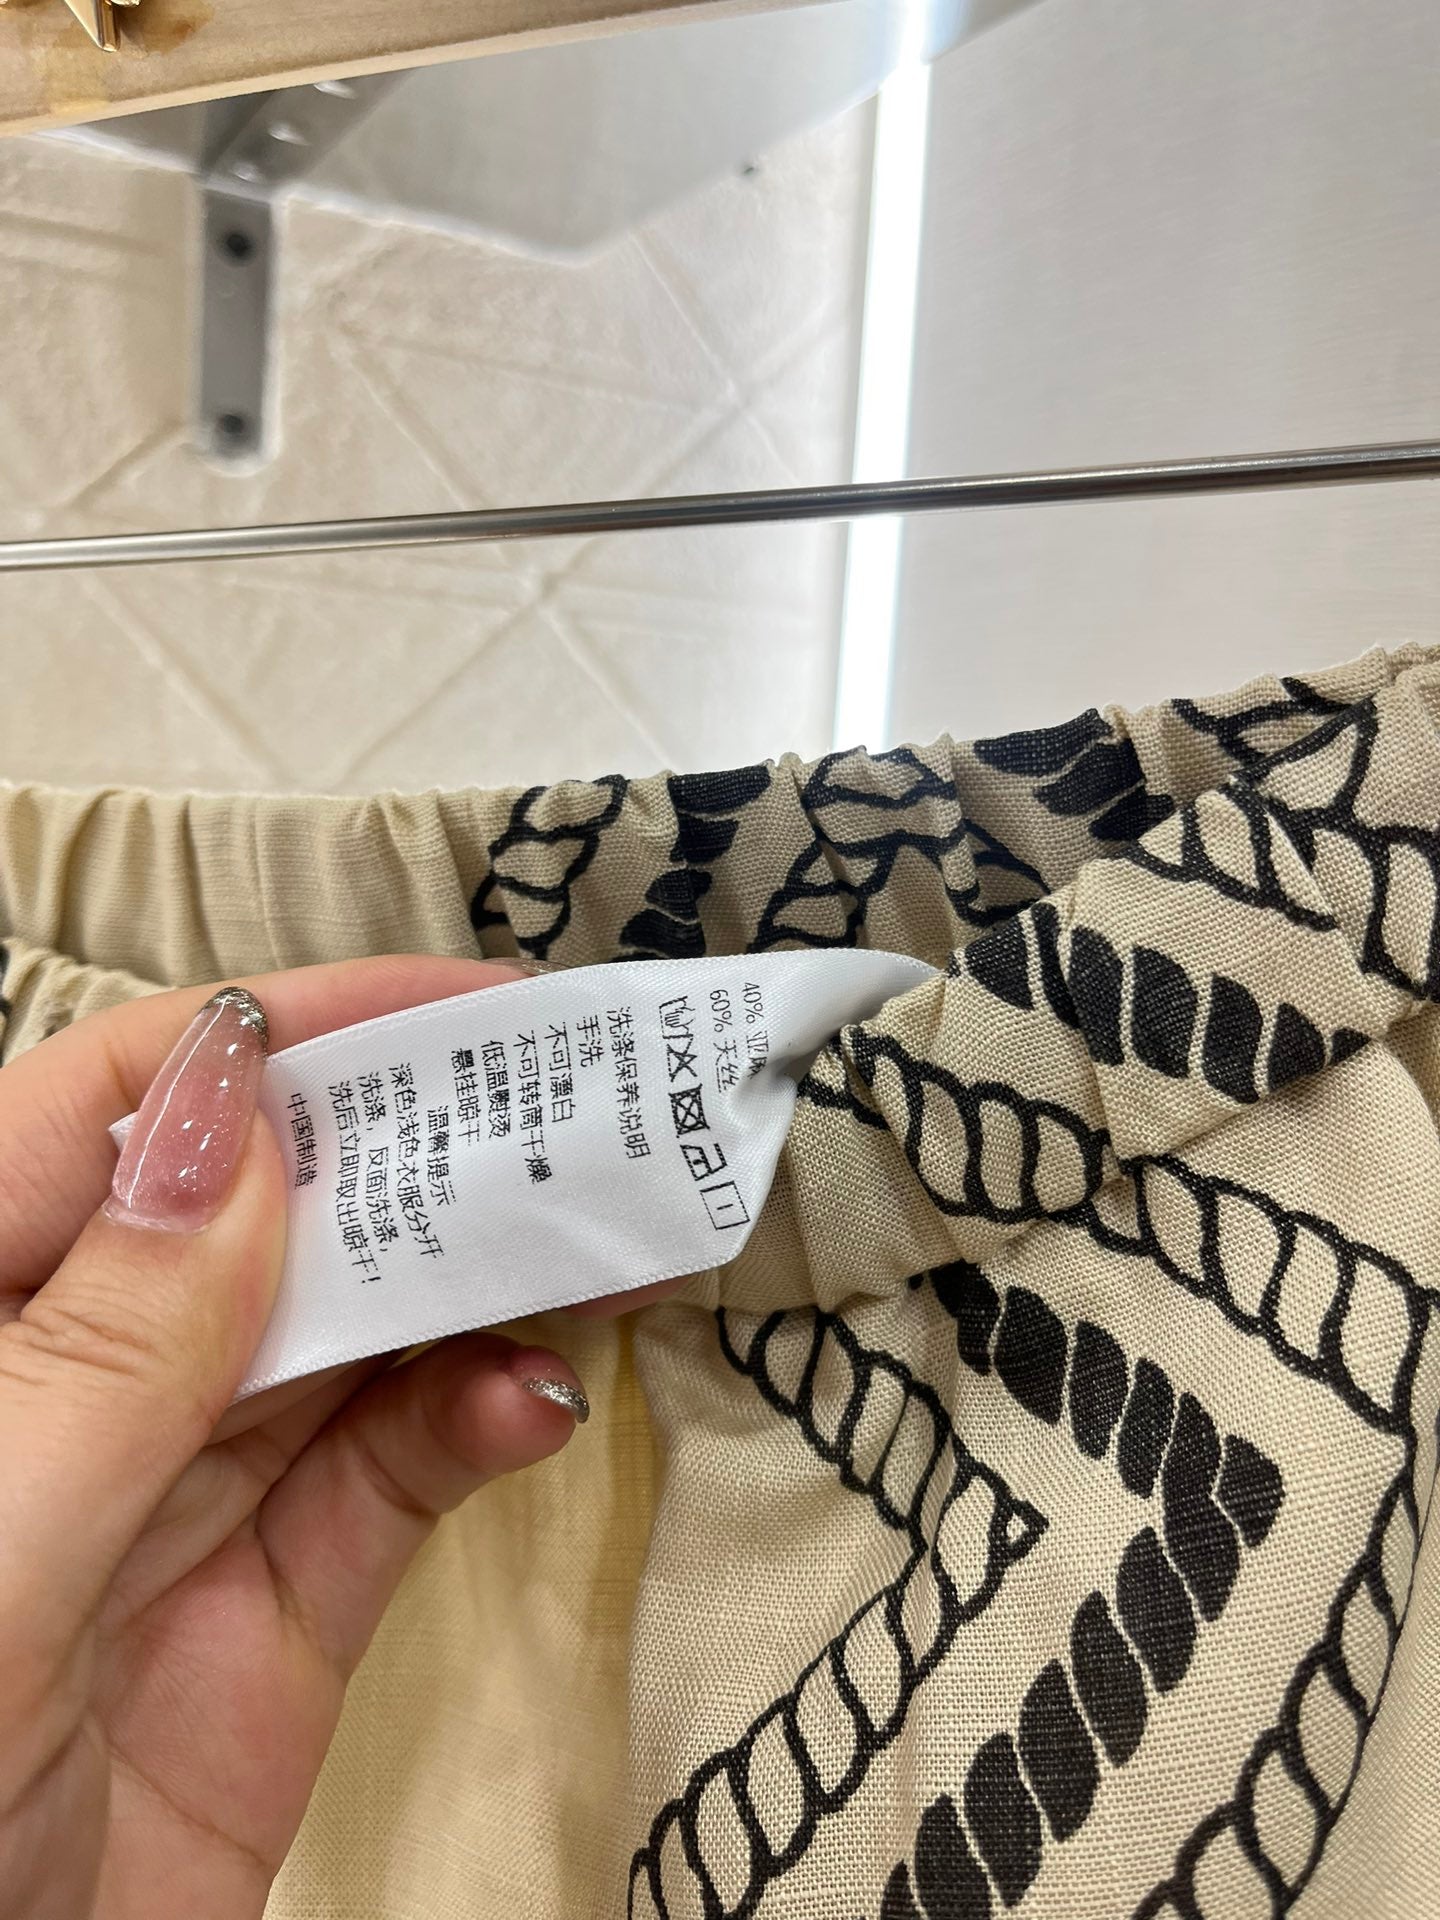 40% 亚麻
60% 天丝
洗涤保养说明
手洗
不可漂白
不可转筒干燥
低温熨烫
悬挂晾干
温馨提示
深色浅色衣服分开
洗涤，反面洗涤，
洗后立即取出晾干！
中国制造